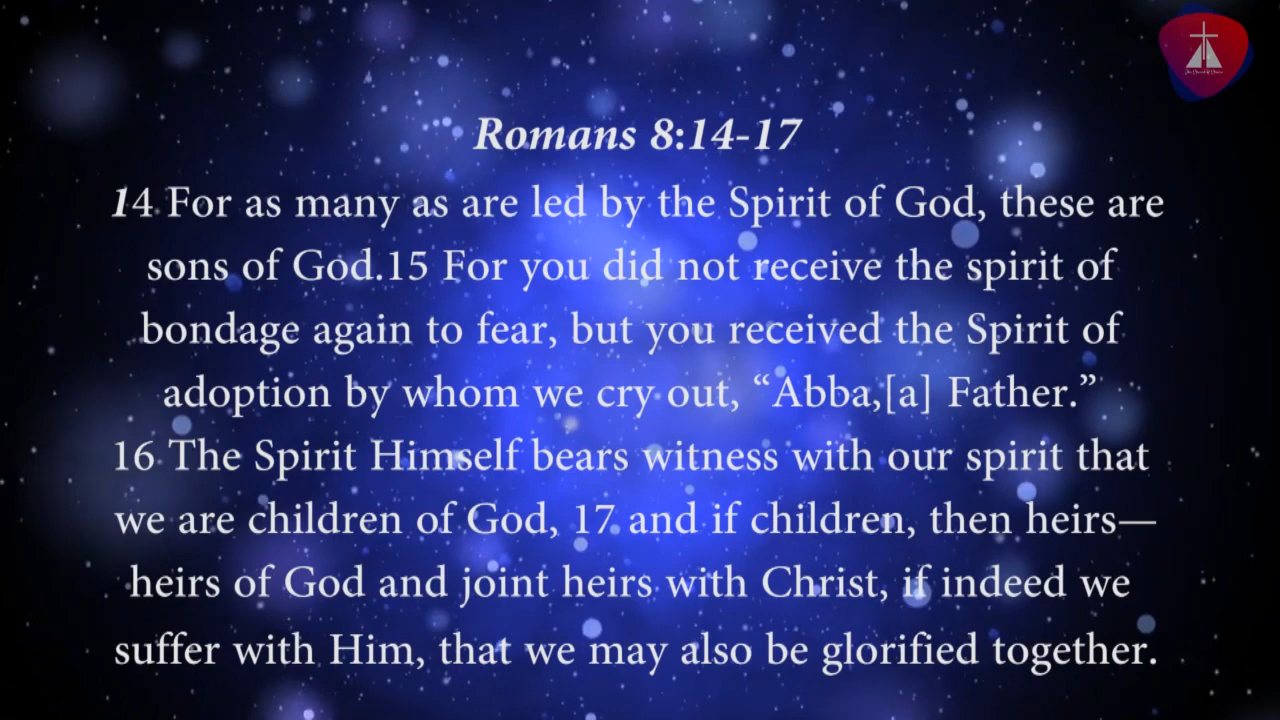 Romans 8:14-17
14 For as many as are led by the Spirit of God, these are
sons of God.15 For you did not receive the spirit of
bondage again to fear, but you received the Spirit of
adoption by whom we cry out, “Abba,[a] Father.”
16 The Spirit Himself bears witness with our spirit that
we are children of God, 17 and if children, then heirs—
heirs of God and joint heirs with Christ, if indeed we
suffer with Him, that we may also be glorified together.